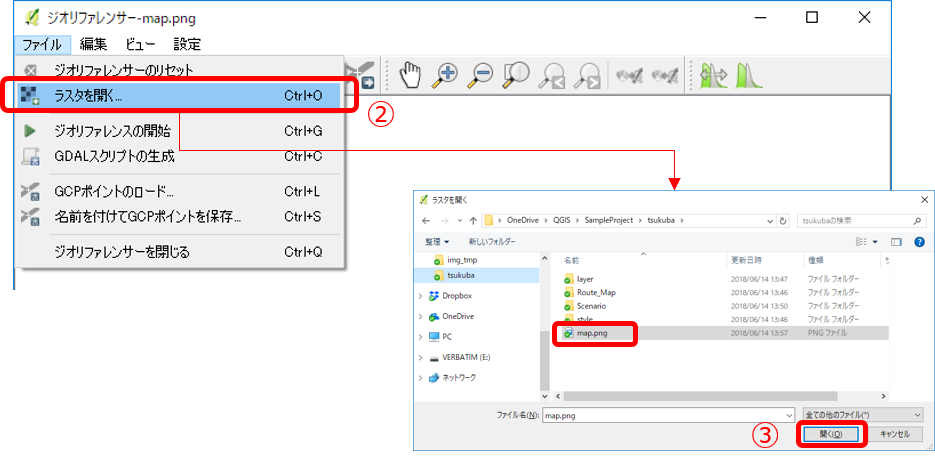 ジオリファレンサー-map.png
ファイル 編集 ビュー 設定
ジオリファレンサーのリセット
ラスタを開く... Ctrl+O
②
ジオリファレンスの開始 Ctrl+G
GDALスクリプトの生成 Ctrl+C
GCPポイントのロード... Ctrl+L
名前を付けてGCPポイントを保存... Ctrl+S
ジオリファレンサーを閉じる Ctrl+Q
ラスタを開く
OneDrive > QGIS > SampleProject > tsukuba >
tsukubaの検索
整理 新しいフォルダー
img_tmp
tsukuba
Dropbox
OneDrive
PC
VERBATIM (E:)
ネットワーク
名前 更新日時 種類
layer 2018/06/14 13:47 ファイル フォルダー
Route_Map 2018/06/14 13:46 ファイル フォルダー
Scenario 2018/06/14 13:50 ファイル フォルダー
style 2018/06/14 13:46 ファイル フォルダー
map.png 2018/06/14 13:57 PNG ファイル
ファイル名(N): map.png 全ての他のファイル(*)
③
開く(O) キャンセル